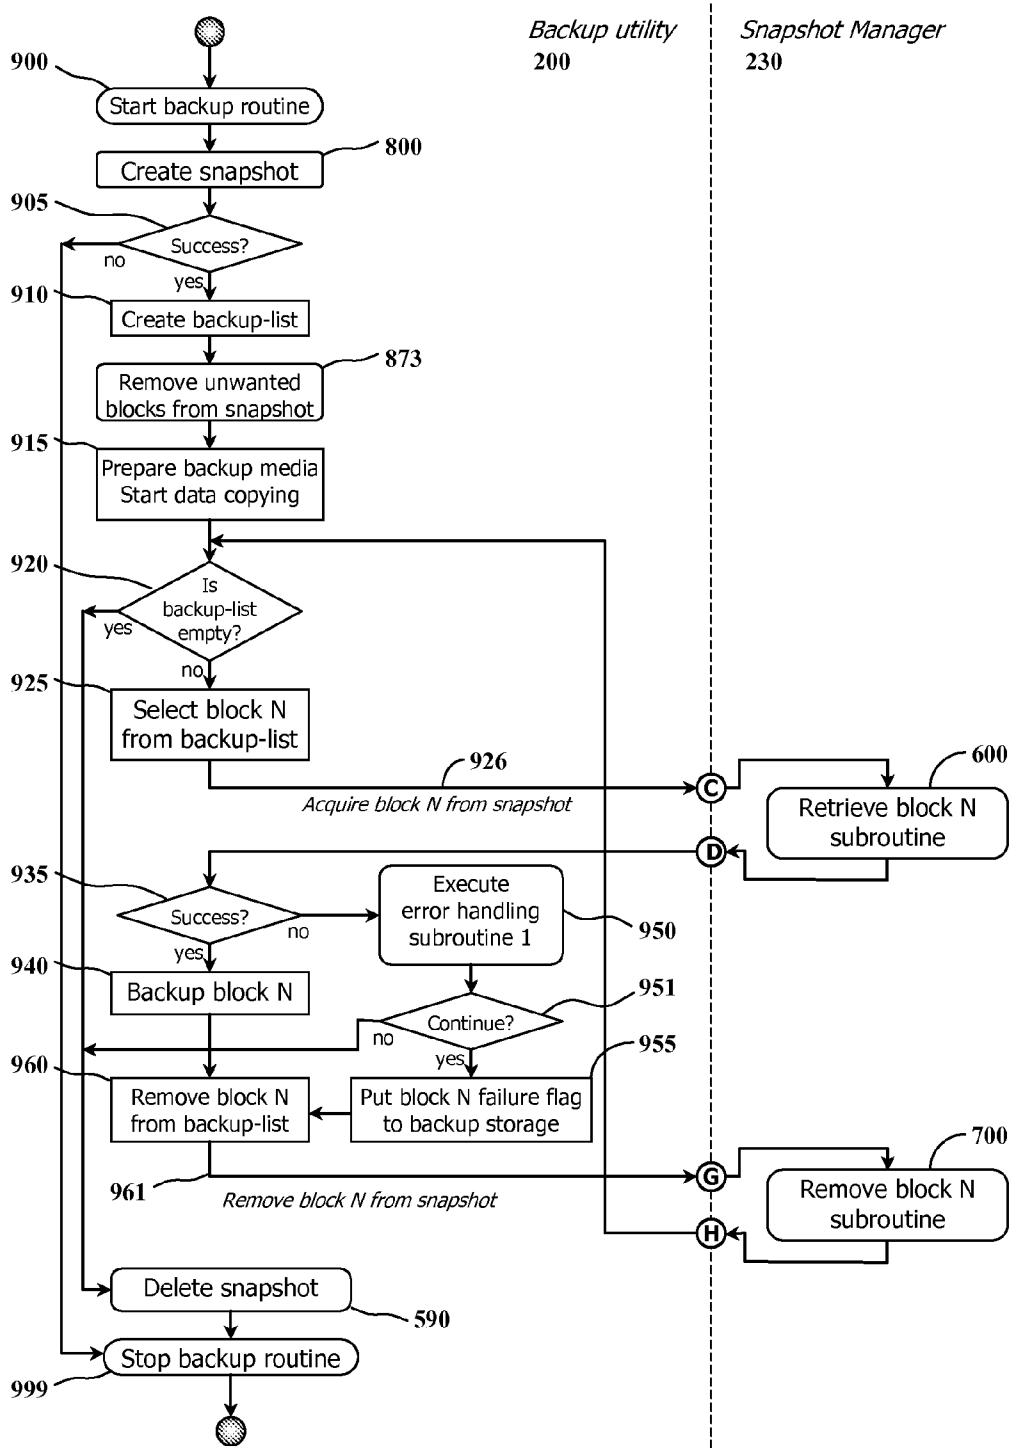 Backup utility
200
Snapshot Manager
230
900
Start backup routine
800
Create snapshot
905
Success?
no
yes
910
Create backup-list
873
Remove unwanted
blocks from snapshot
915
Prepare backup media
Start data copying
920
Is
backup-list
empty?
yes
no
925
Select block N
from backup-list
926
Acquire block N from snapshot
C
600
Retrieve block N
subroutine
D
935
Success?
no
yes
Execute
error handling
subroutine 1
950
940
Backup block N
951
Continue?
no
yes
960
Remove block N
from backup-list
955
Put block N failure flag
to backup storage
961
Remove block N from snapshot
G
700
Remove block N
subroutine
H
Delete snapshot
590
Stop backup routine
999